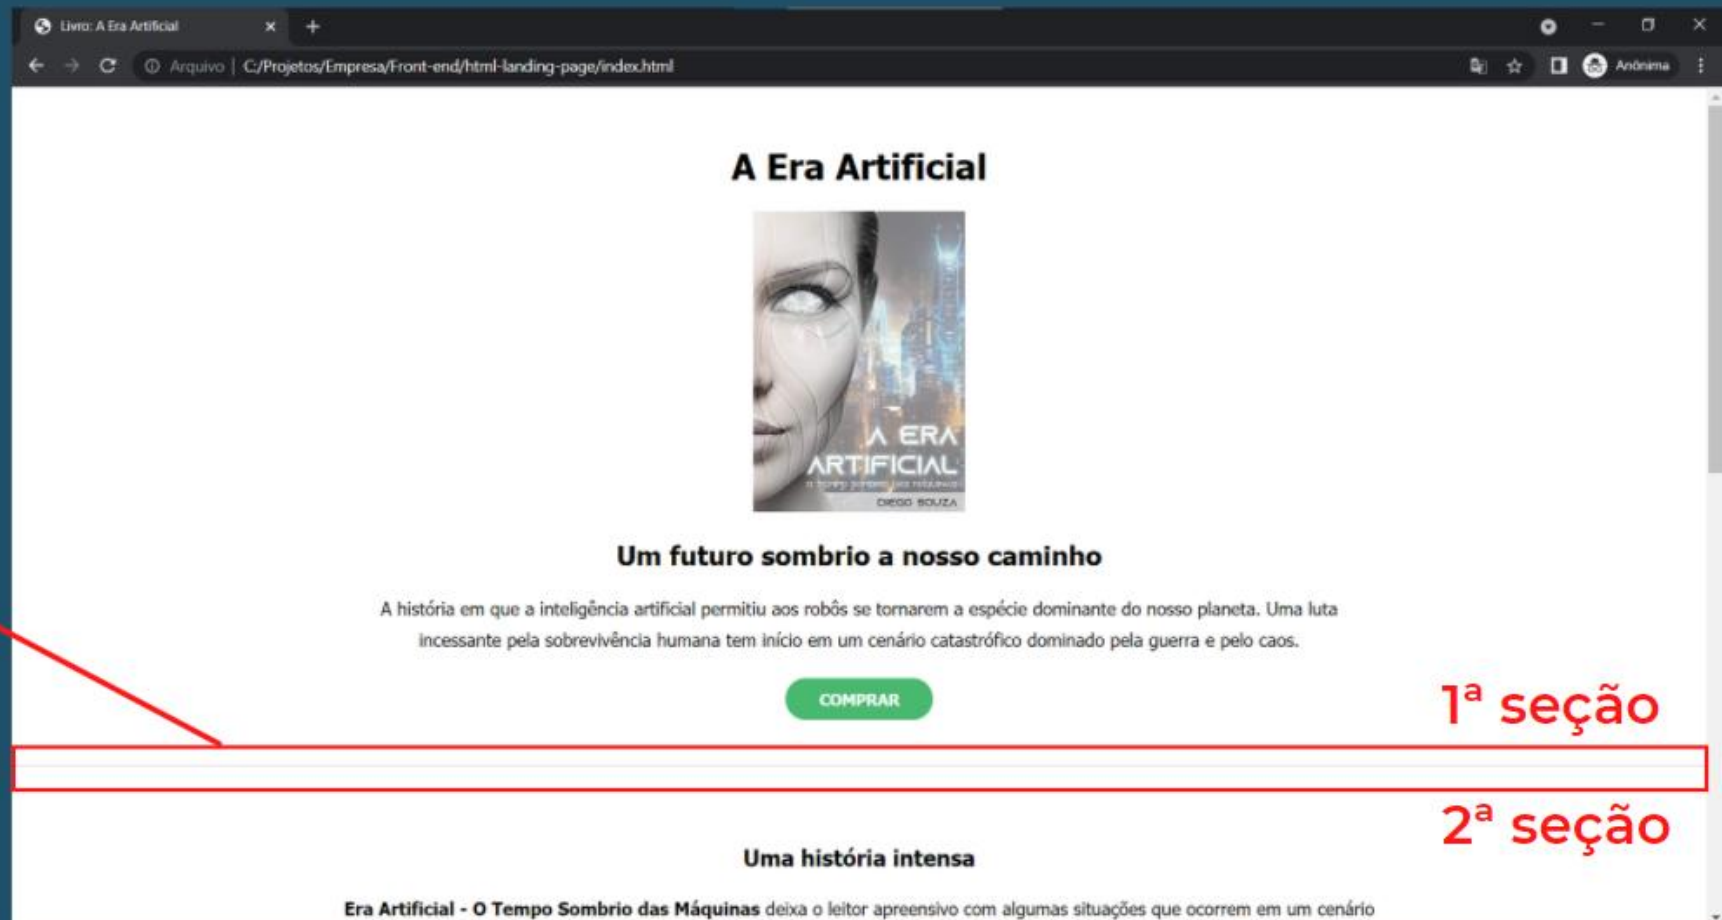 Livro: A Era Artificial
Arquivo | C:/Projetos/Empresa/Front-end/html-landing-page/index.html
Anônima
A Era Artificial
A ERA
ARTIFICIAL
DIEGO SOUZA
Um futuro sombrio a nosso caminho
A história em que a inteligência artificial permitiu aos robôs se tornarem a espécie dominante do nosso planeta. Uma luta
incessante pela sobrevivência humana tem início em um cenário catastrófico dominado pela guerra e pelo caos.
COMPRAR
1ª seção
2ª seção
Uma história intensa
Era Artificial - O Tempo Sombrio das Máquinas deixa o leitor apreensivo com algumas situações que ocorrem em um cenário